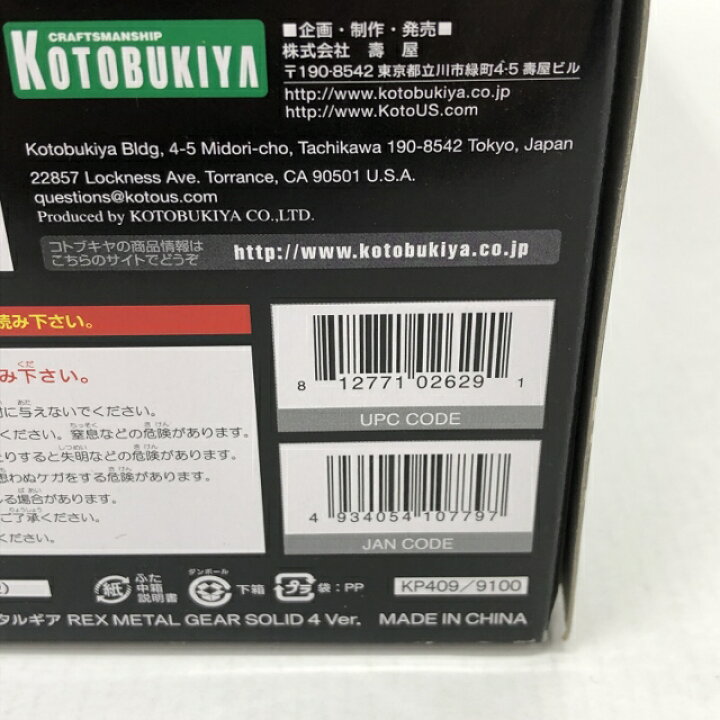 CRAFTSMANSHIP
KOTOBUKIYA
■企画・制作・発売■
株式会社 壽 屋
〒190-8542 東京都立川市緑町4-5 壽屋ビル
http://www.kotobukiya.co.jp
http://www.KotoUS.com
Kotobukiya Bldg, 4-5 Midori-cho, Tachikawa 190-8542 Tokyo, Japan
22857 Lockness Ave. Torrance, CA 90501 U.S.A.
questions@kotous.com
Produced by KOTOBUKIYA CO.,LTD.
コトブキヤの商品情報は
こちらのサイトでどうぞ
http://www.kotobukiya.co.jp
読み下さい。
み下さい。
に与えないでください。
ください。窒息などの危険があります。
たりすると失明などの危険があります。
思わぬケガをする危険があります。
る場合があります。
ご了承ください。
ください。
8 12771 02629 1
UPC CODE
4 934054 107797
JAN CODE
紙
ふた
中箱
説明書
ダンボール
下箱
プラ
袋:PP
KP409/9100
タルギア REX METAL GEAR SOLID 4 Ver.
MADE IN CHINA